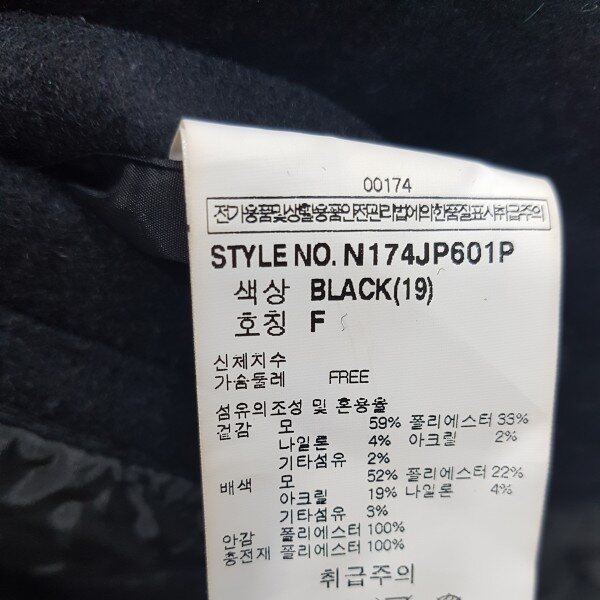 00174
전기용품및생활용품안전관리법에의한품질표시취급주의
STYLE NO. N174JP601P
색상 BLACK(19)
호칭 F
신체치수
가슴둘레 FREE
섬유의조성 및 혼용율
겉감 모 59% 폴리에스터 33%
나일론 4% 아크릴 2%
기타섬유 2%
배색 모 52% 폴리에스터 22%
아크릴 19% 나일론 4%
기타섬유 3%
안감 폴리에스터 100%
충전재 폴리에스터 100%
취급주의